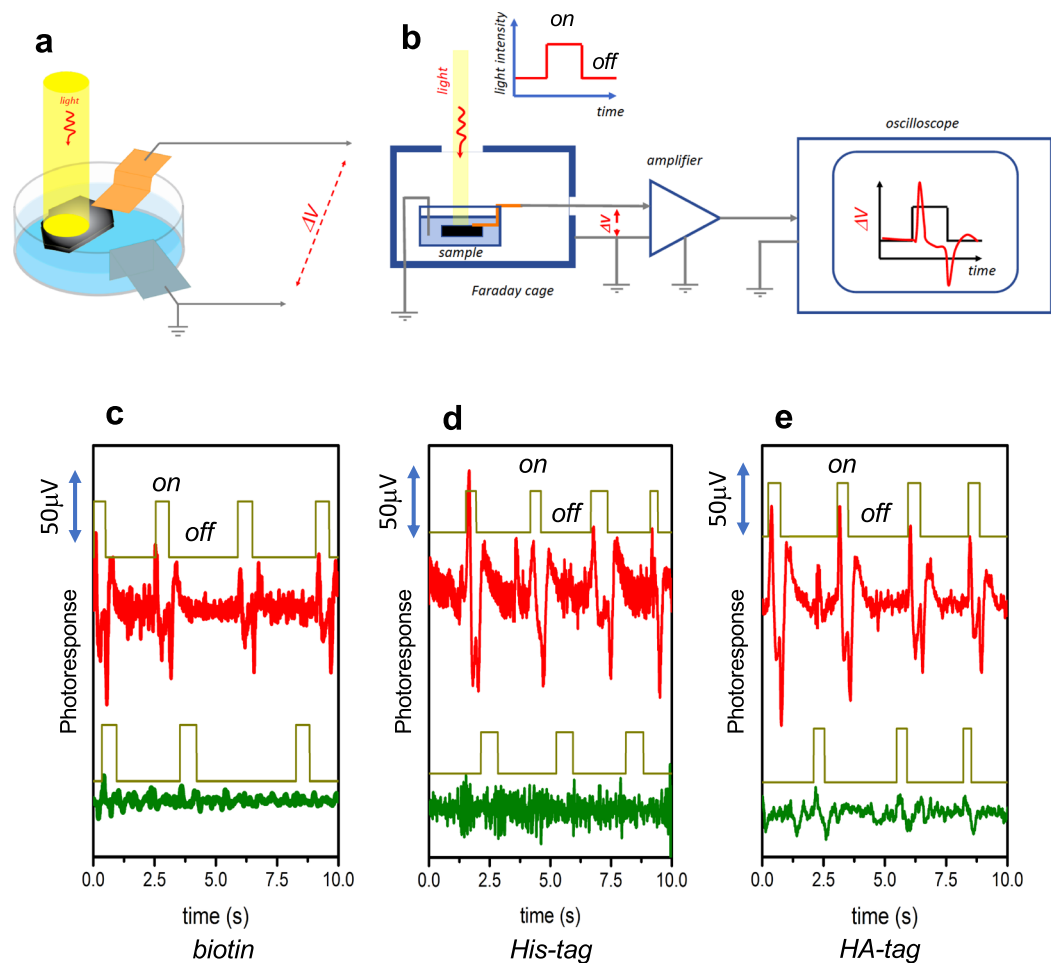 a
light
ΔV
b
light
light intensity
on
off
time
sample
Faraday cage
ΔV
amplifier
oscilloscope
ΔV
time
c
50μV
on
off
Photoresponse
0.0 2.5 5.0 7.5 10.0
time (s)
biotin
d
50μV
on
off
Photoresponse
0.0 2.5 5.0 7.5 10.0
time (s)
His-tag
e
50μV
on
off
Photoresponse
0.0 2.5 5.0 7.5 10.0
time (s)
HA-tag